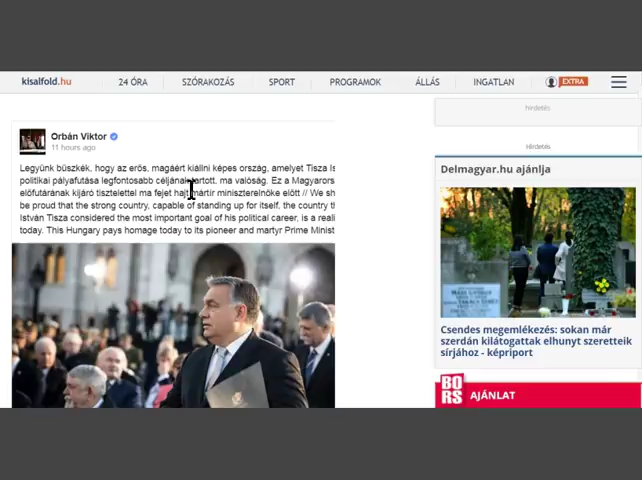 kisalfold.hu
24 ÓRA
SZÓRAKOZÁS
SPORT
PROGRAMOK
ÁLLÁS
INGATLAN
EXTRA
hirdetés
Hirdetés
Orbán Viktor
11 hours ago
Legyünk büszkék, hogy az erős, magáért kiálini képes ország, amelyet Tisza Is
politikai pályafutása legfontosabb céljának tartott, ma valóság. Ez a Magyarors
előfutárának kijáró tisztelettel ma fejet hajt mártír miniszterelnöke előtt // We sh
be proud that the strong country, capable of standing up for itself, the country th
István Tisza considered the most important goal of his political career, is a reali
today. This Hungary pays homage today to its pioneer and martyr Prime Minist
Delmagyar.hu ajánlja
Csendes megemlékezés: sokan már
szerdán kilátogattak elhunyt szeretteik
sírjához - képriport
BORS
AJÁNLAT